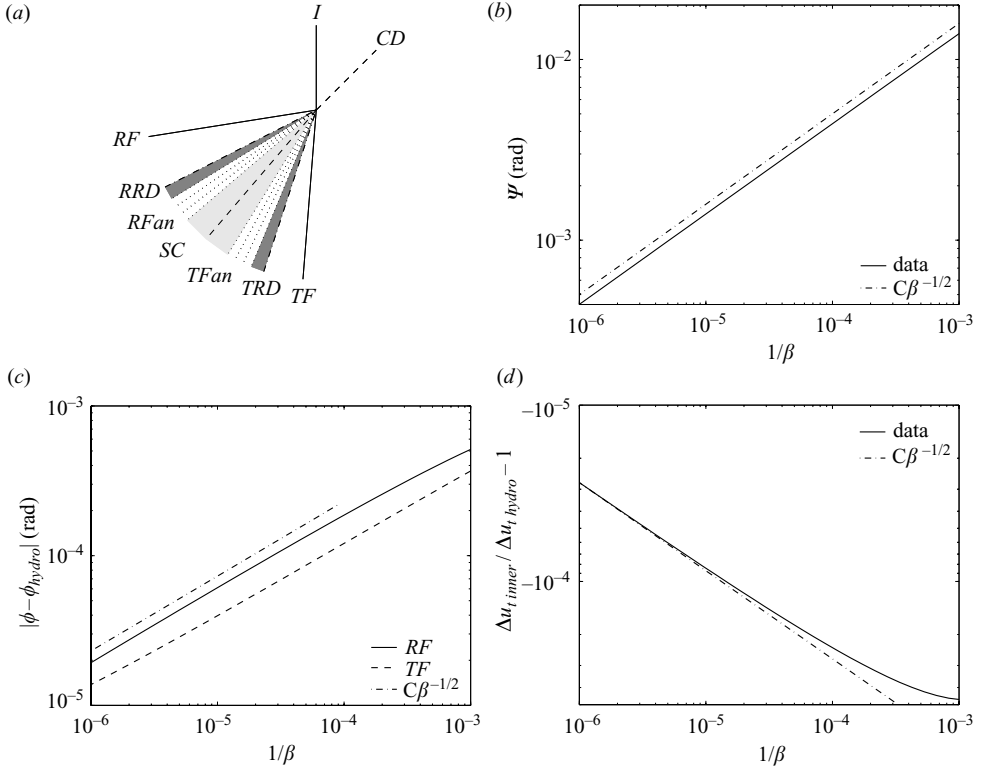 (a)
I
CD
RF
RRD
RFan
SC
TFan
TRD
TF
(b)
10⁻²
10⁻³
Ψ (rad)
data
Cβ⁻¹/²
10⁻⁶ 10⁻⁵ 10⁻⁴ 10⁻³
1/β
(c)
10⁻³
10⁻⁴
10⁻⁵
|ϕ−ϕhydro| (rad)
RF
TF
Cβ⁻¹/²
10⁻⁶ 10⁻⁵ 10⁻⁴ 10⁻³
1/β
(d)
-10⁻⁵
-10⁻⁴
Δut inner / Δut hydro − 1
data
Cβ⁻¹/²
10⁻⁶ 10⁻⁵ 10⁻⁴ 10⁻³
1/β